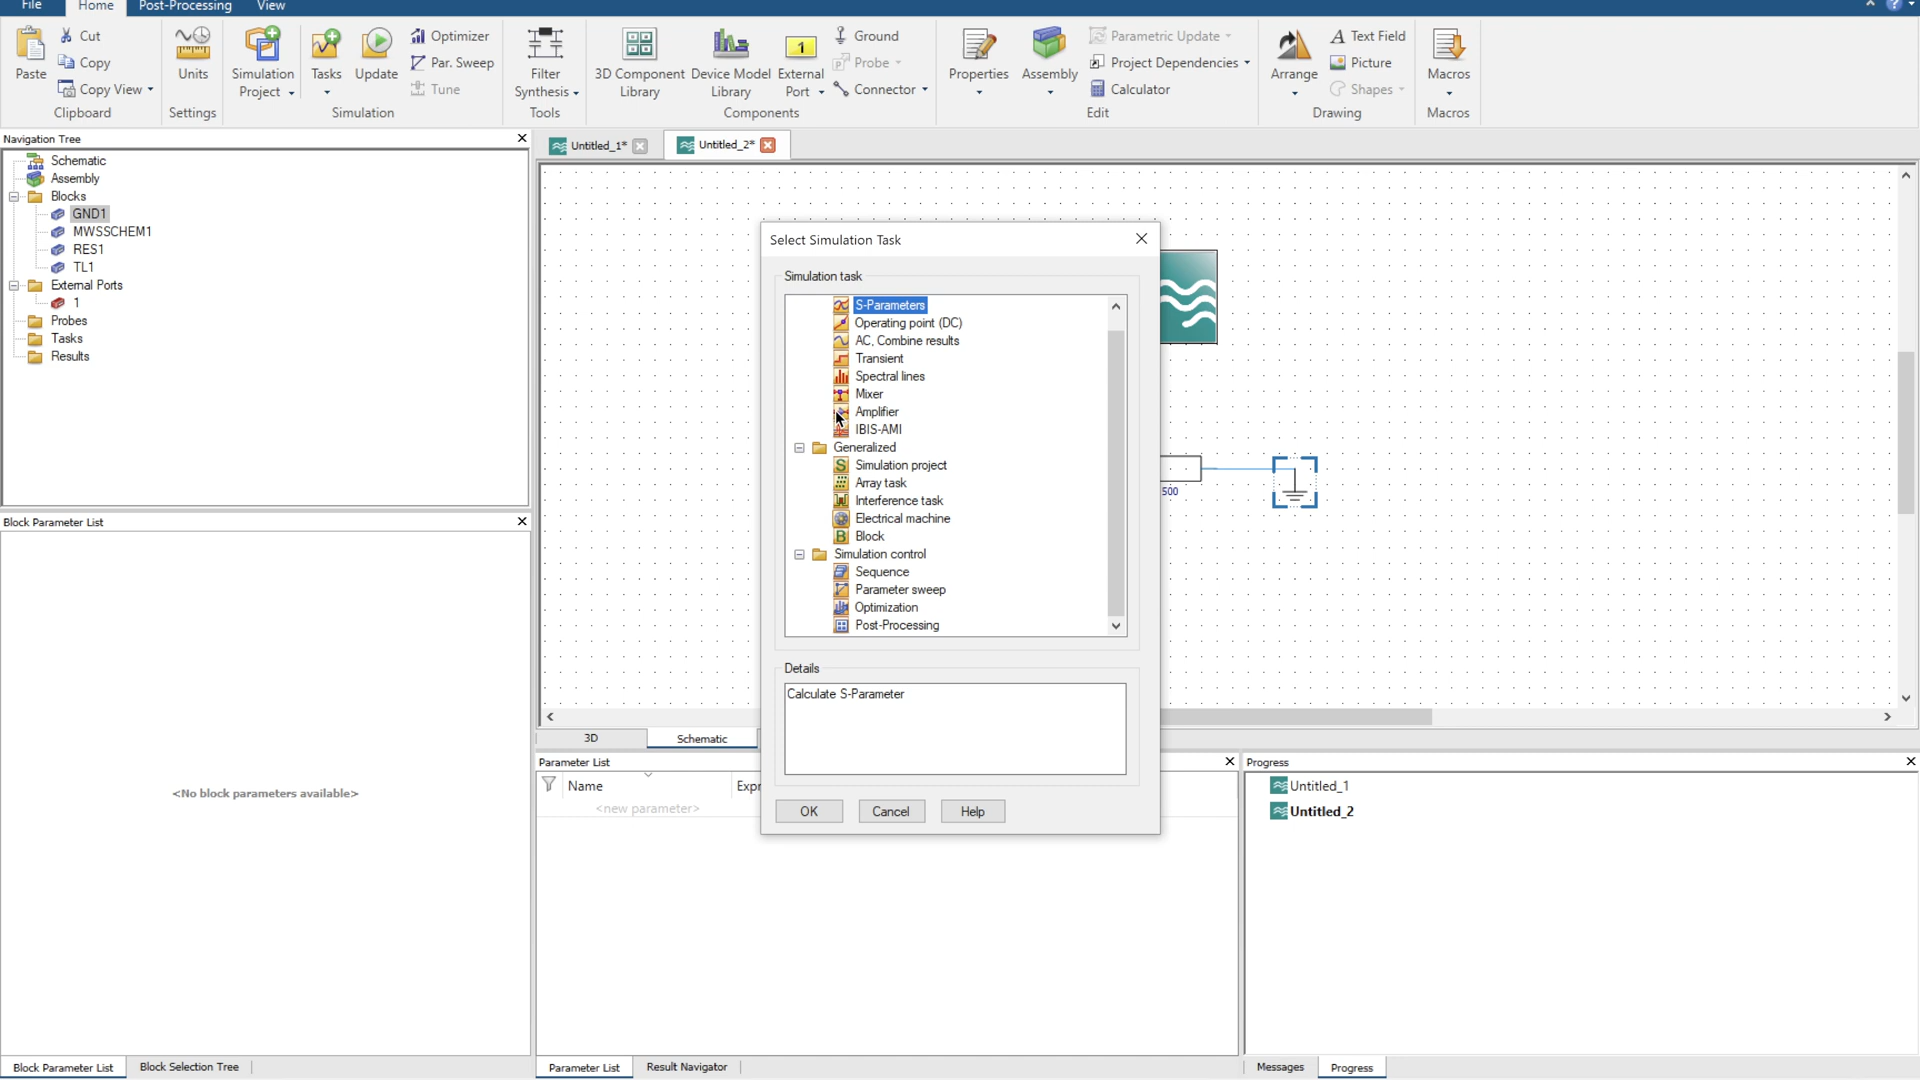 File Home Post-Processing View
Paste Cut Copy Copy View Clipboard
Units Settings
Simulation Project Tasks Update Optimizer Par. Sweep Tune Simulation
Filter Synthesis Tools
3D Component Library Device Model Library External Port Ground Probe Connector Components
1
Properties Assembly Parametric Update Project Dependencies Calculator Edit
Arrange A Text Field Picture Shapes Drawing
Macros Macros
Navigation Tree
Schematic
Assembly
Blocks
GND1
MWSSCHEM1
RES1
TL1
External Ports
1
Probes
Tasks
Results
Block Parameter List
<No block parameters available>
Block Parameter List Block Selection Tree
Untitled_1* Untitled_2*
500
Select Simulation Task
Simulation task
S-Parameters
Operating point (DC)
AC, Combine results
Transient
Spectral lines
Mixer
Amplifier
IBIS-AMI
Generalized
Simulation project
Array task
Interference task
Electrical machine
Block
Simulation control
Sequence
Parameter sweep
Optimization
Post-Processing
Details
Calculate S-Parameter
OK Cancel Help
3D Schematic
Parameter List
Name Expr
<new parameter>
Parameter List Result Navigator
Progress
Untitled_1
Untitled_2
Messages Progress